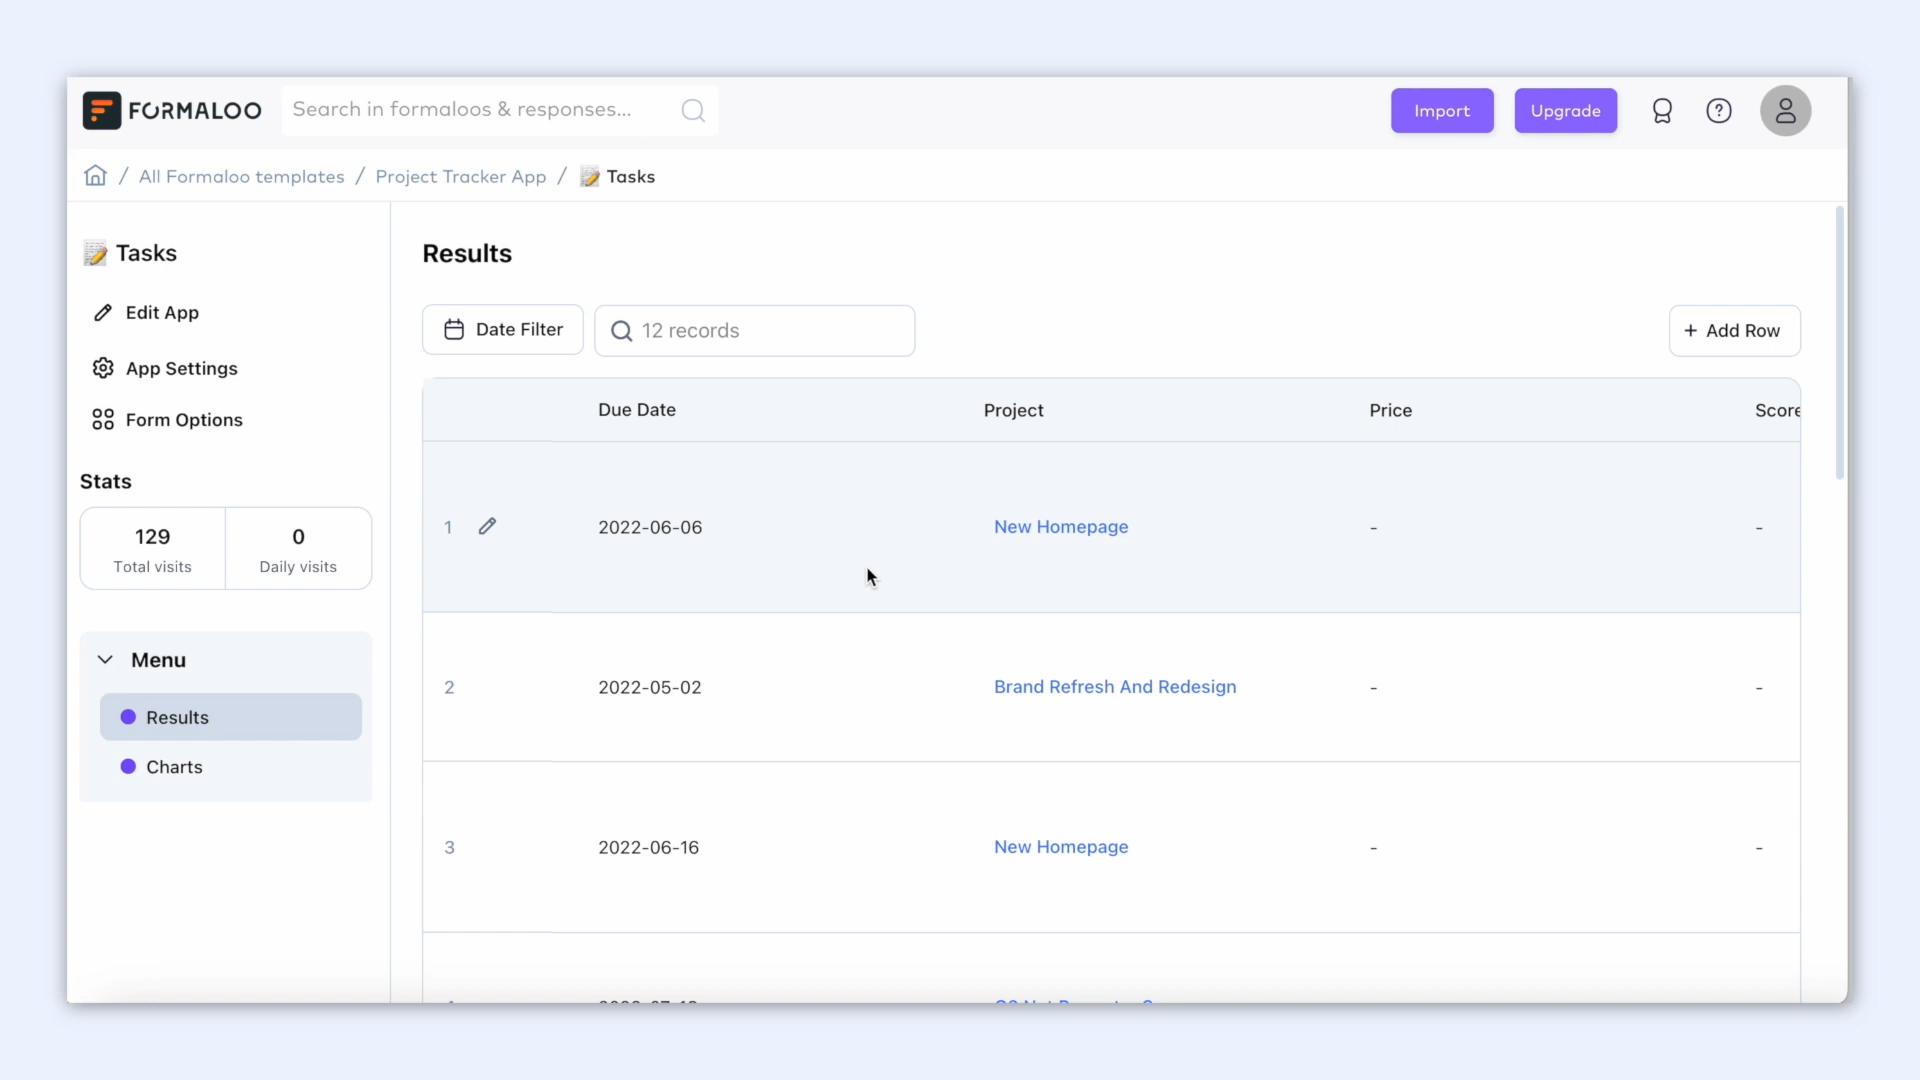 FORMALOO
Search in formaloos & responses...
Import
Upgrade
/ All Formaloo templates / Project Tracker App / Tasks
Tasks
Edit App
App Settings
Form Options
Stats
129
Total visits
0
Daily visits
Menu
Results
Charts
Results
Date Filter
12 records
+ Add Row
Due Date Project Price Score
1 2022-06-06 New Homepage - -
2 2022-05-02 Brand Refresh And Redesign - -
3 2022-06-16 New Homepage - -